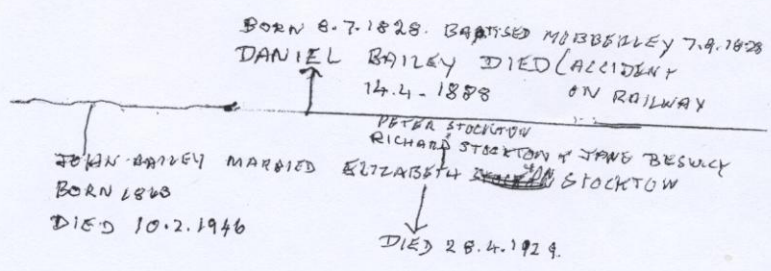 BORN 8.7.1828. BAPTISED MOBBERLEY 7.9.1828
DANIEL BAILEY DIED (ACCIDENT
14.4-1888 ON RAILWAY
PETER STOCKTON
RICHARD STOCKTON & JANE BESWICK
JOHN BAILEY MARRIED ELIZABETH STOCKTON
BORN 1863
DIED 10.2.1946
DIED 28.4.1929.